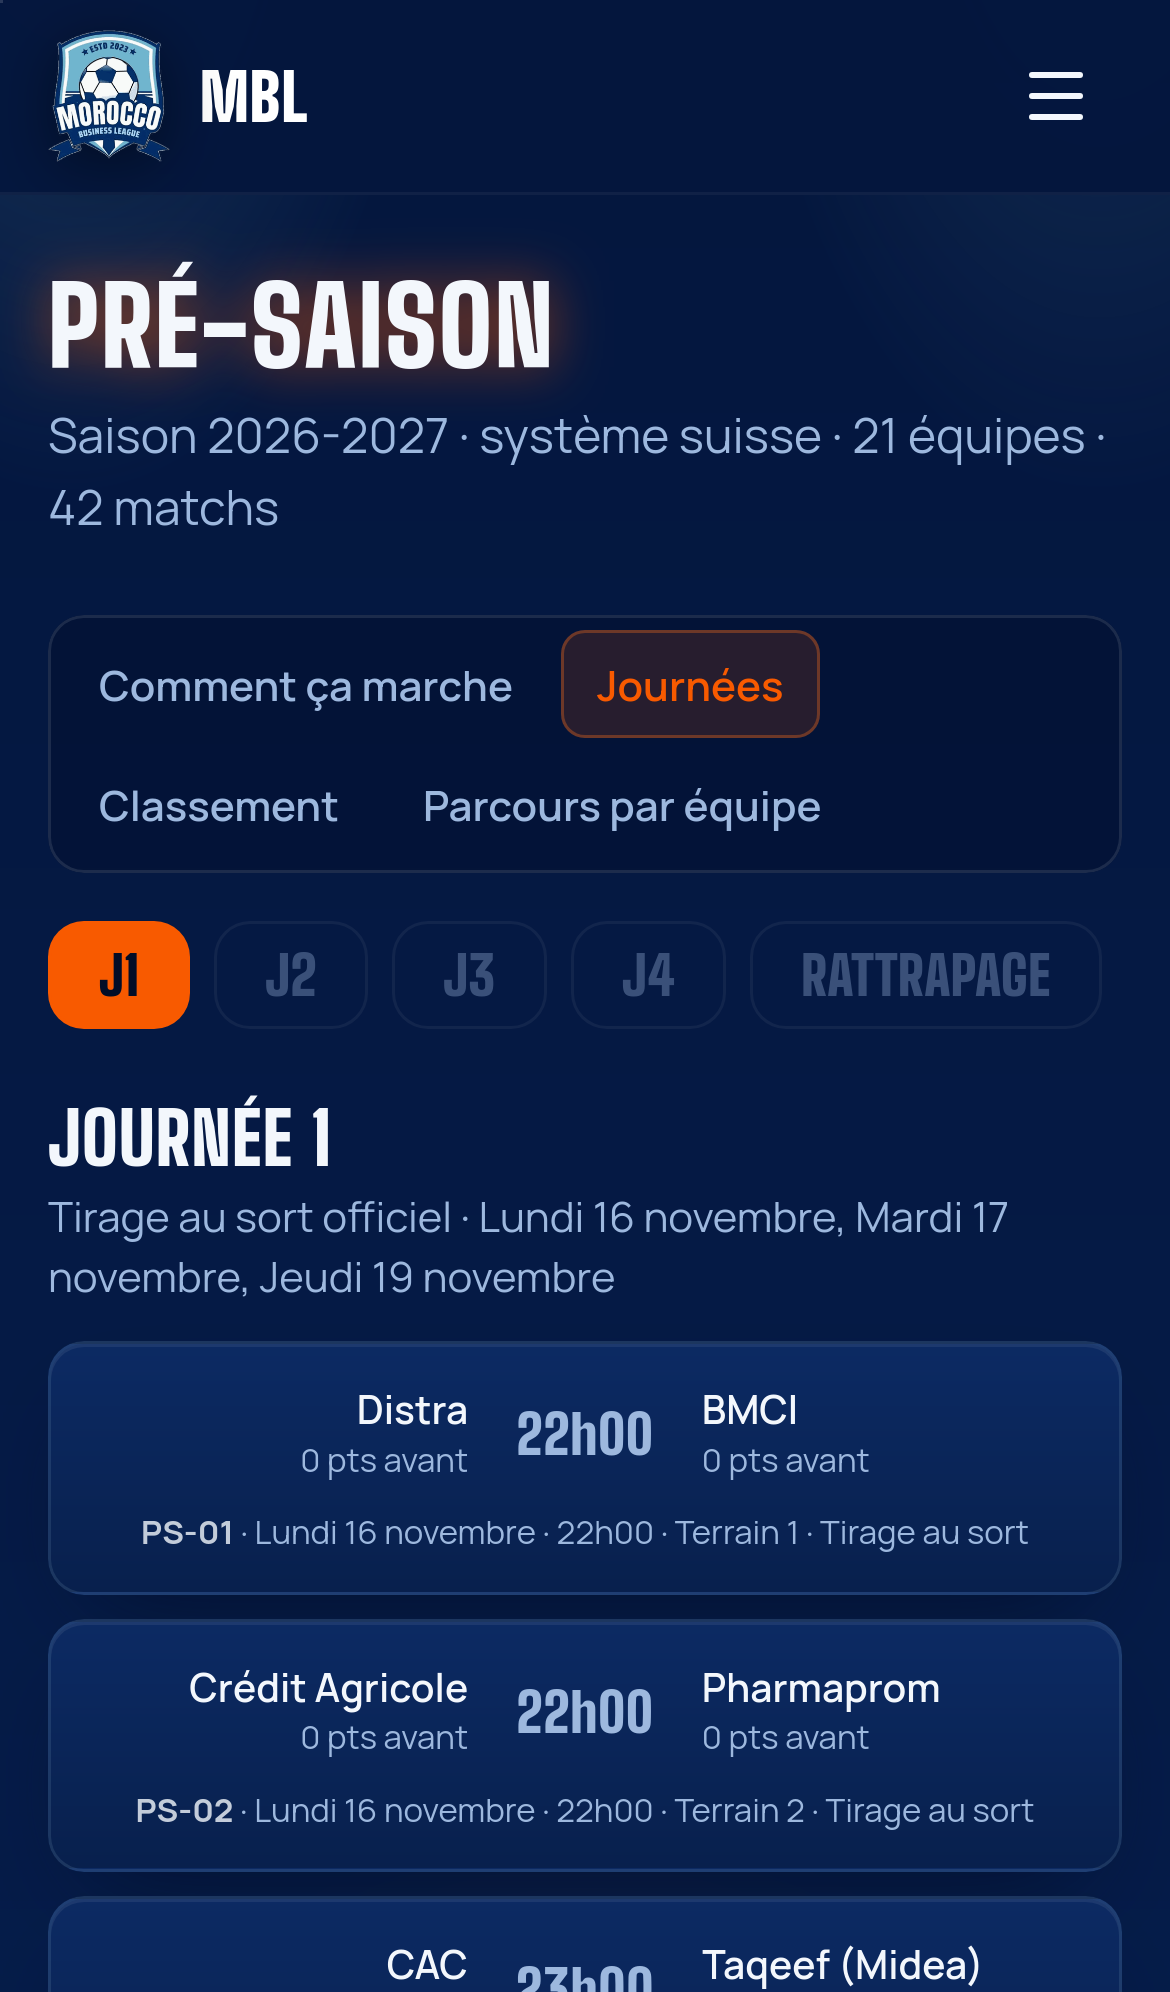 ★ ESTD 2023 ★
MOROCCO
BUSINESS LEAGUE
MBL
PRÉ-SAISON
Saison 2026-2027 · système suisse · 21 équipes ·
42 matchs
Comment ça marche
Journées
Classement
Parcours par équipe
J1
J2
J3
J4
RATTRAPAGE
JOURNÉE 1
Tirage au sort officiel · Lundi 16 novembre, Mardi 17
novembre, Jeudi 19 novembre
Distra
0 pts avant
22h00
BMCI
0 pts avant
PS-01 · Lundi 16 novembre · 22h00 · Terrain 1 · Tirage au sort
Crédit Agricole
0 pts avant
22h00
Pharmaprom
0 pts avant
PS-02 · Lundi 16 novembre · 22h00 · Terrain 2 · Tirage au sort
CAC
23h00
Taqeef (Midea)